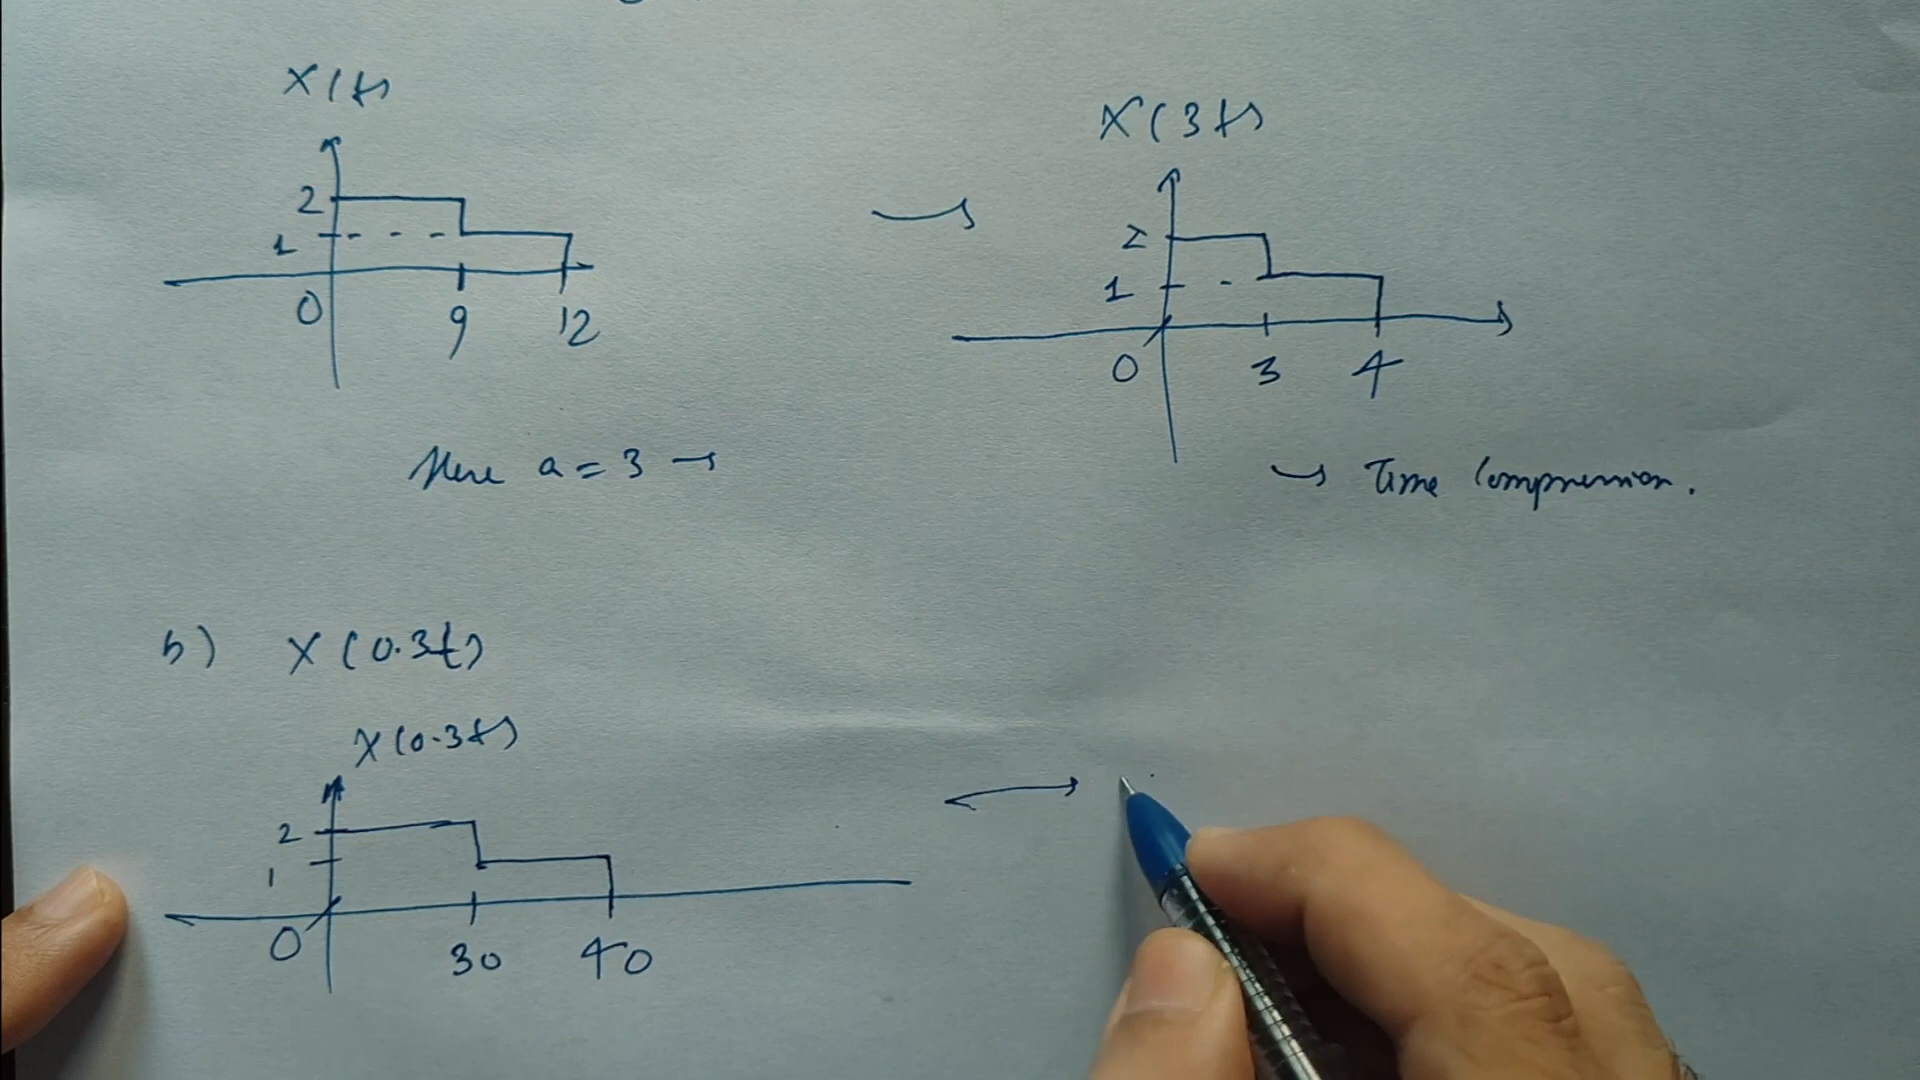 X(t)
2
1
0
9
12
X(3t)
2
1
0
3
4
Here a = 3 →
→ Time Compression.
b) X(0.3t)
X(0.3t)
2
1
0
30
40